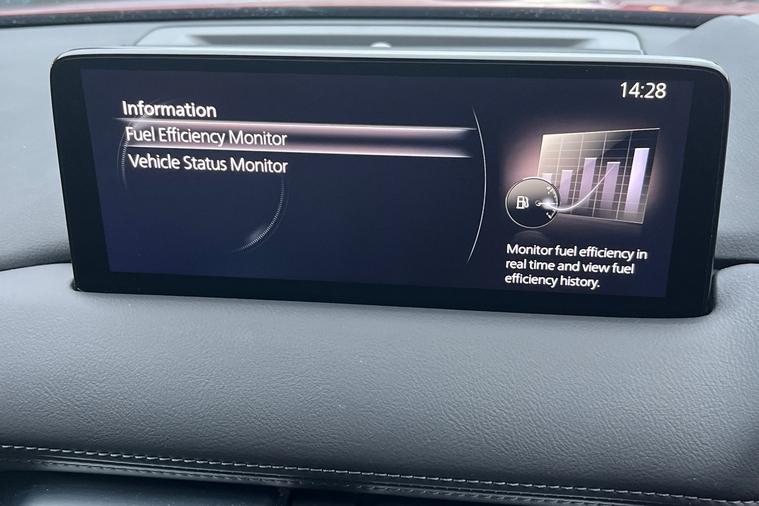 14:28
Information
Fuel Efficiency Monitor
Vehicle Status Monitor
Monitor fuel efficiency in
real time and view fuel
efficiency history.